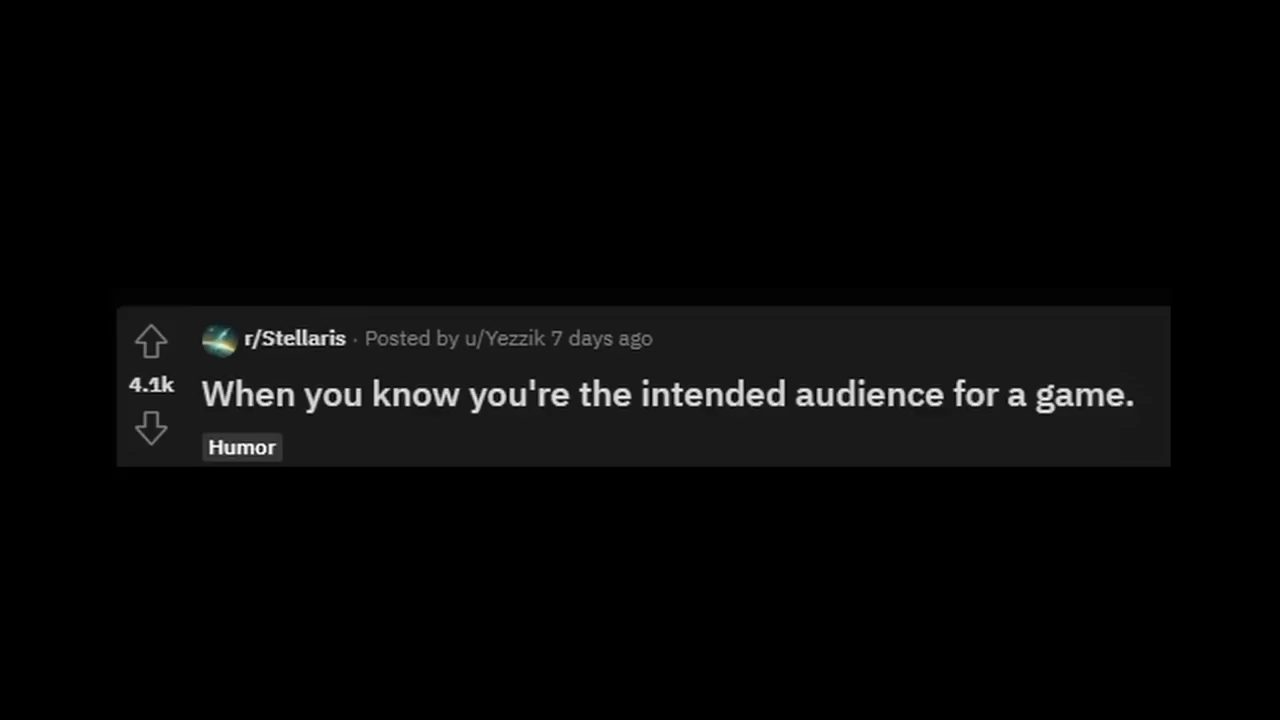 r/Stellaris · Posted by u/Yezzik 7 days ago
4.1k
When you know you're the intended audience for a game.
Humor